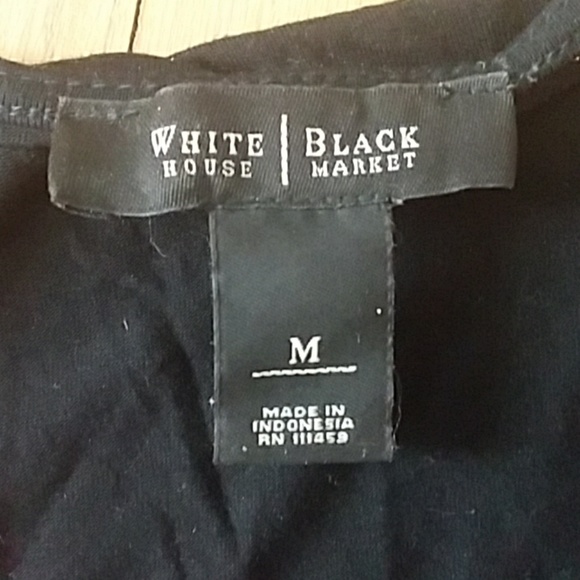 WHITE | BLACK
HOUSE | MARKET
M
MADE IN
INDONESIA
RN 111459